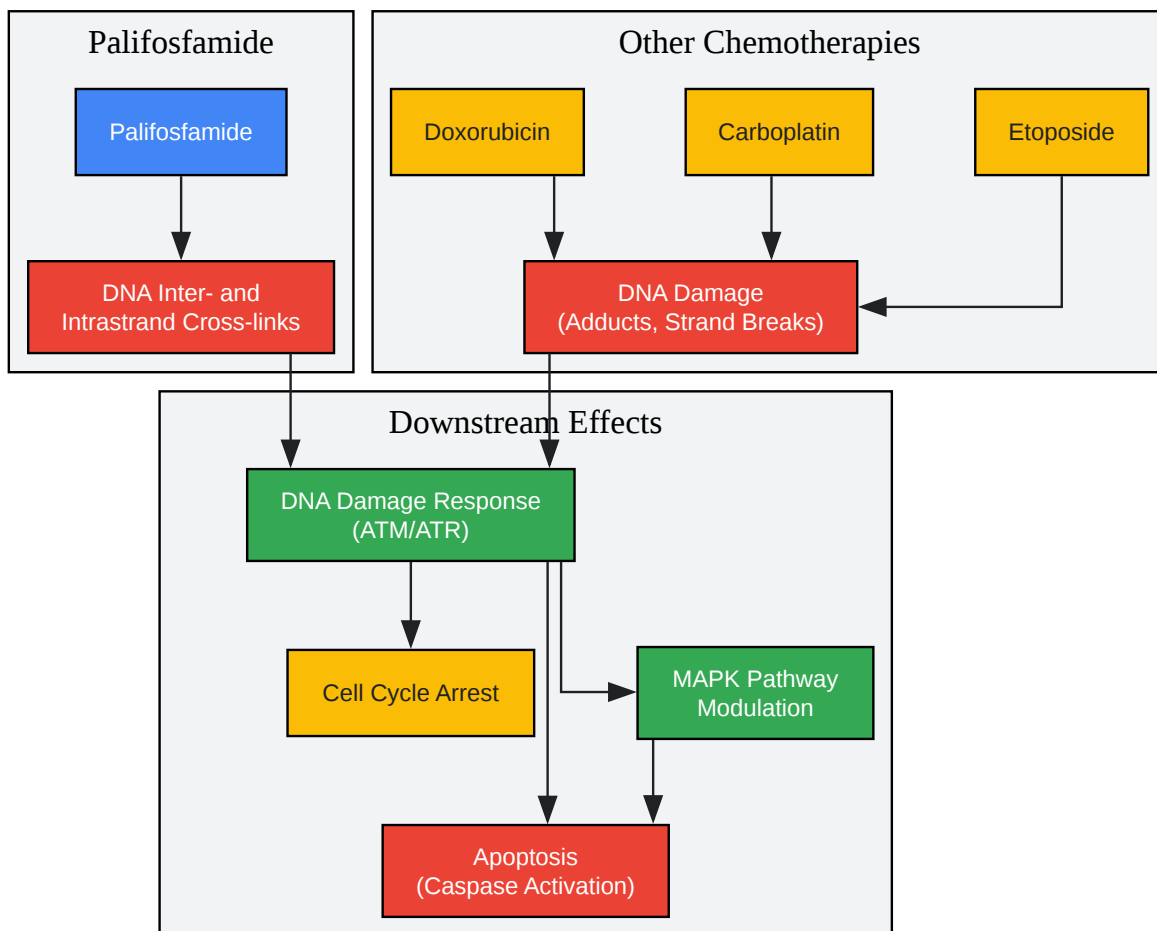 Palifosfamide
Other Chemotherapies
Palifosfamide
Doxorubicin
Carboplatin
Etoposide
DNA Inter- and
Intrastrand Cross-links
DNA Damage
(Adducts, Strand Breaks)
Downstream Effects
DNA Damage Response
(ATM/ATR)
Cell Cycle Arrest
MAPK Pathway
Modulation
Apoptosis
(Caspase Activation)